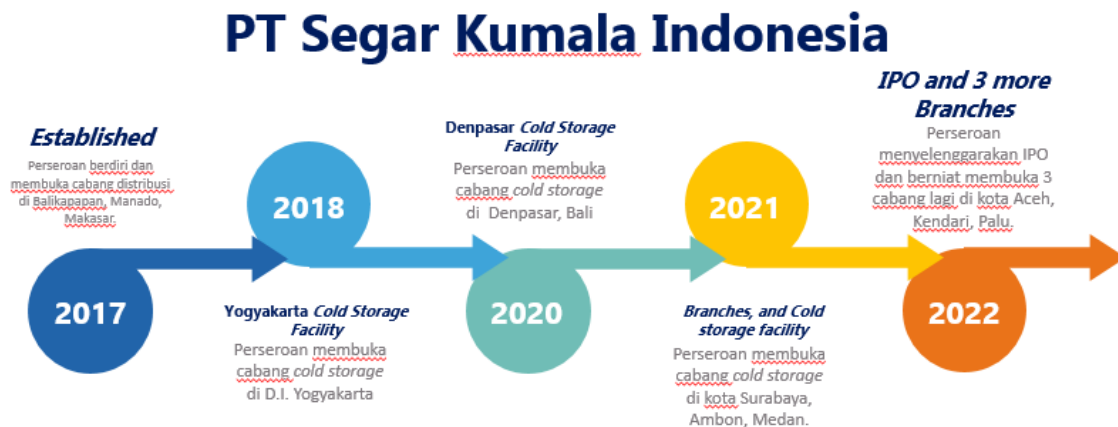 PT Segar Kumala Indonesia
Established
Perseroan berdiri dan
membuka cabang distribusi
di Balikapapan, Manado,
Makasar.
2017
2018
Yogyakarta Cold Storage
Facility
Perseroan membuka
cabang cold storage
di D.I. Yogyakarta
Denpasar Cold Storage
Facility
Perseroan membuka
cabang cold storage
di Denpasar, Bali
2020
2021
Branches, and Cold
storage facility
Perseroan membuka
cabang cold storage
di kota Surabaya,
Ambon, Medan.
IPO and 3 more
Branches
Perseroan
menyelenggarakan IPO
dan berniat membuka 3
cabang lagi di kota Aceh,
Kendari, Palu.
2022